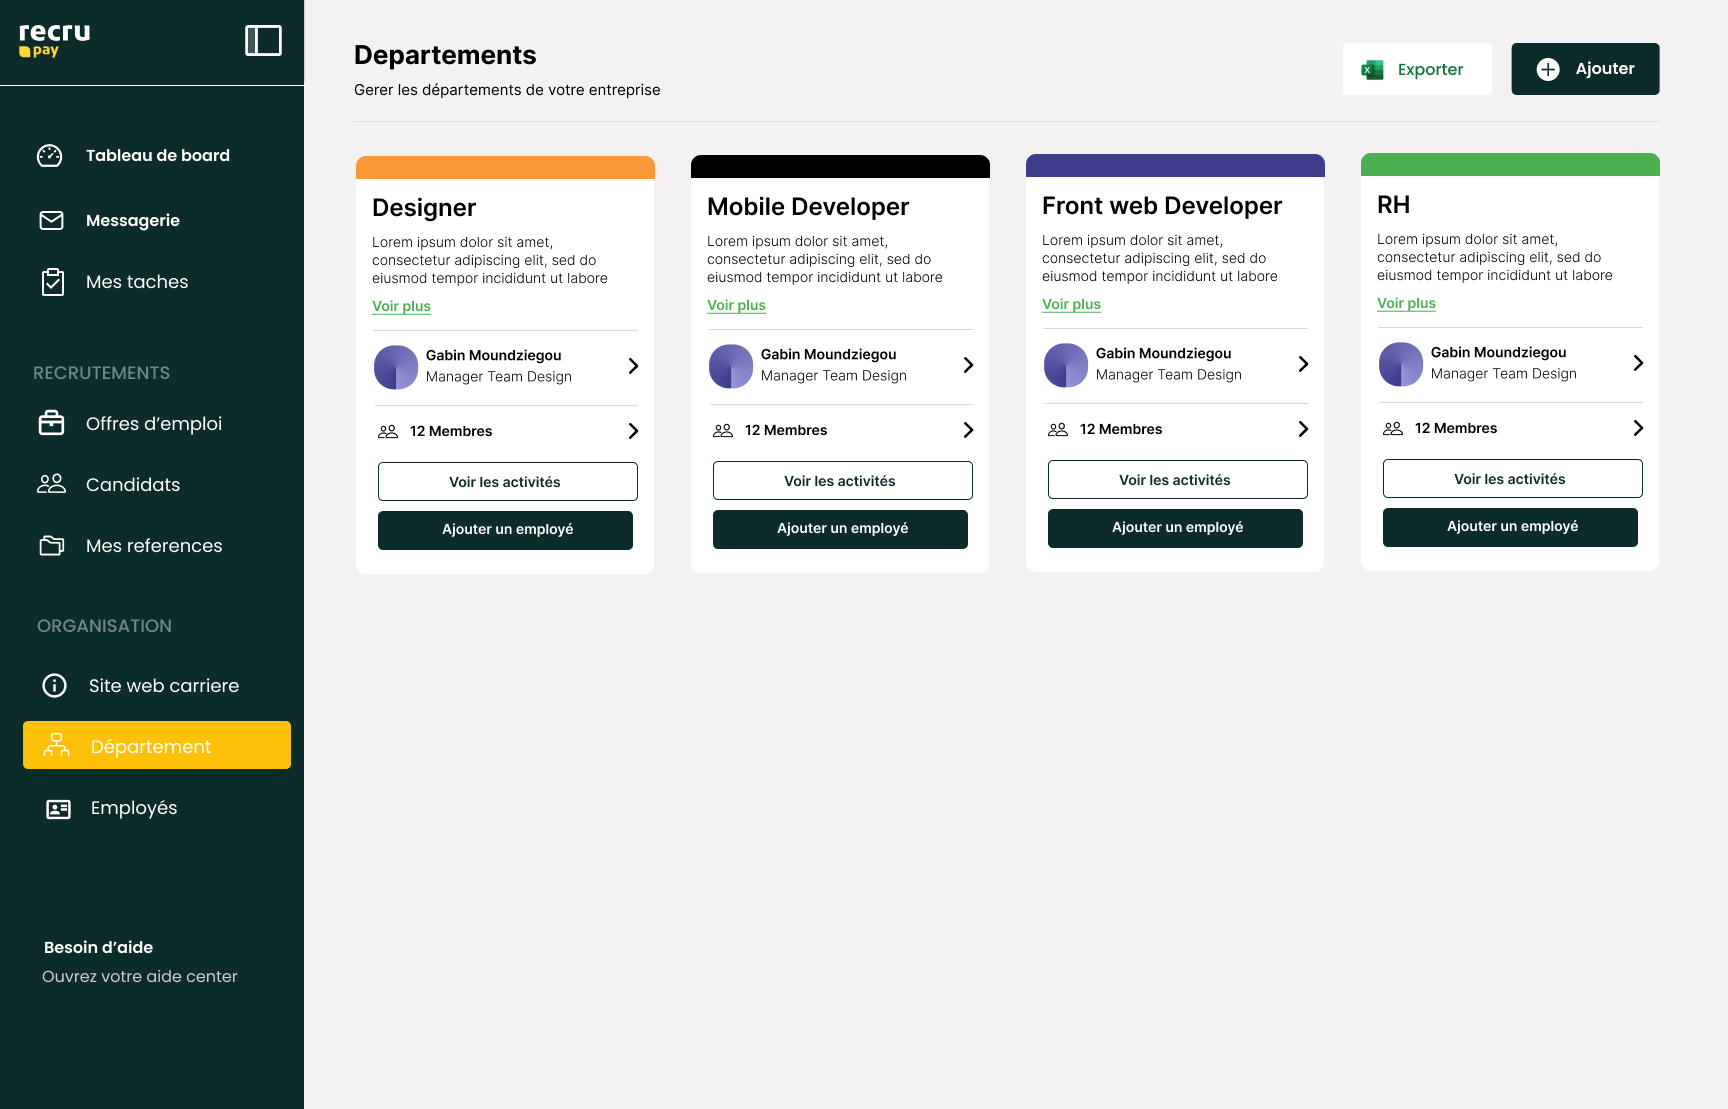 recru
pay
Tableau de board
Messagerie
Mes taches
RECRUTEMENTS
Offres d’emploi
Candidats
Mes references
ORGANISATION
Site web carriere
Département
Employés
Besoin d’aide
Ouvrez votre aide center
Departements
Gerer les départements de votre entreprise
X
Exporter
Ajouter
Designer
Lorem ipsum dolor sit amet,
consectetur adipiscing elit, sed do
eiusmod tempor incididunt ut labore
Voir plus
Gabin Moundziegou
Manager Team Design
12 Membres
Voir les activités
Ajouter un employé
Mobile Developer
Lorem ipsum dolor sit amet,
consectetur adipiscing elit, sed do
eiusmod tempor incididunt ut labore
Voir plus
Gabin Moundziegou
Manager Team Design
12 Membres
Voir les activités
Ajouter un employé
Front web Developer
Lorem ipsum dolor sit amet,
consectetur adipiscing elit, sed do
eiusmod tempor incididunt ut labore
Voir plus
Gabin Moundziegou
Manager Team Design
12 Membres
Voir les activités
Ajouter un employé
RH
Lorem ipsum dolor sit amet,
consectetur adipiscing elit, sed do
eiusmod tempor incididunt ut labore
Voir plus
Gabin Moundziegou
Manager Team Design
12 Membres
Voir les activités
Ajouter un employé